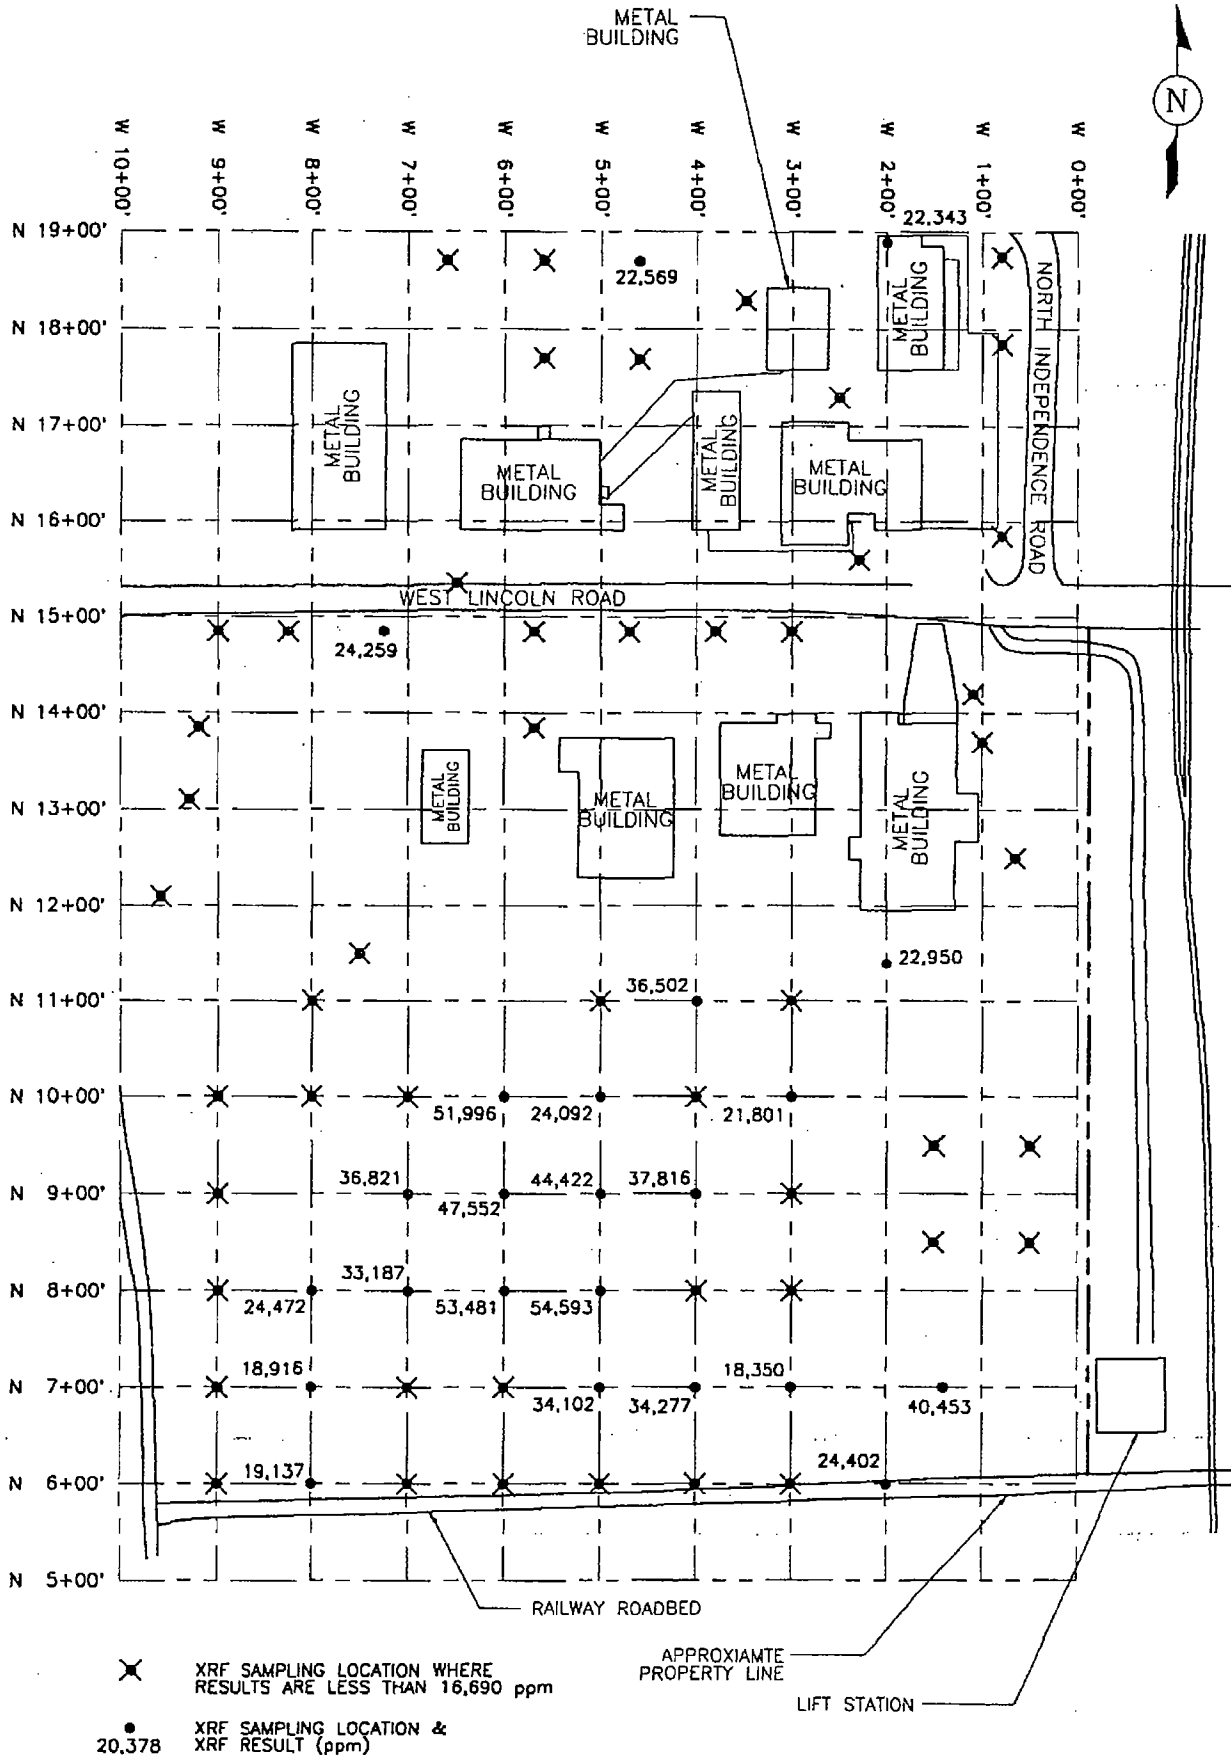 METAL
BUILDING
N
W 10+00'
W 9+00'
W 8+00'
W 7+00'
W 6+00'
W 5+00'
W 4+00'
W 3+00'
W 2+00'
W 1+00'
W 0+00'
N 19+00'
22,343
22,569
METAL
BUILDING
NORTH INDEPENDENCE ROAD
N 18+00'
METAL
BUILDING
N 17+00'
METAL
BUILDING
METAL
BUILDING
METAL
BUILDING
N 16+00'
WEST LINCOLN ROAD
N 15+00'
24,259
N 14+00'
METAL
BUILDING
METAL
BUILDING
METAL
BUILDING
METAL
BUILDING
N 13+00'
N 12+00'
22,950
36,502
N 11+00'
N 10+00'
51,996
24,092
21,801
36,821
44,422
37,816
N 9+00'
47,552
33,187
N 8+00'
24,472
53,481
54,593
18,916
18,350
N 7+00'
34,102
34,277
40,453
19,137
24,402
N 6+00'
N 5+00'
RAILWAY ROADBED
APPROXIAMTE
PROPERTY LINE
LIFT STATION
XRF SAMPLING LOCATION WHERE
RESULTS ARE LESS THAN 16,690 ppm
XRF SAMPLING LOCATION &
20,378 XRF RESULT (ppm)